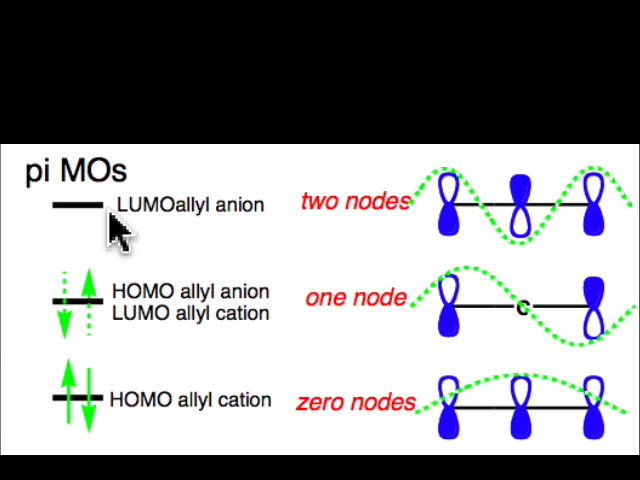 pi MOs
LUMOallyl anion
two nodes
HOMO allyl anion
LUMO allyl cation
one node
C
HOMO allyl cation
zero nodes